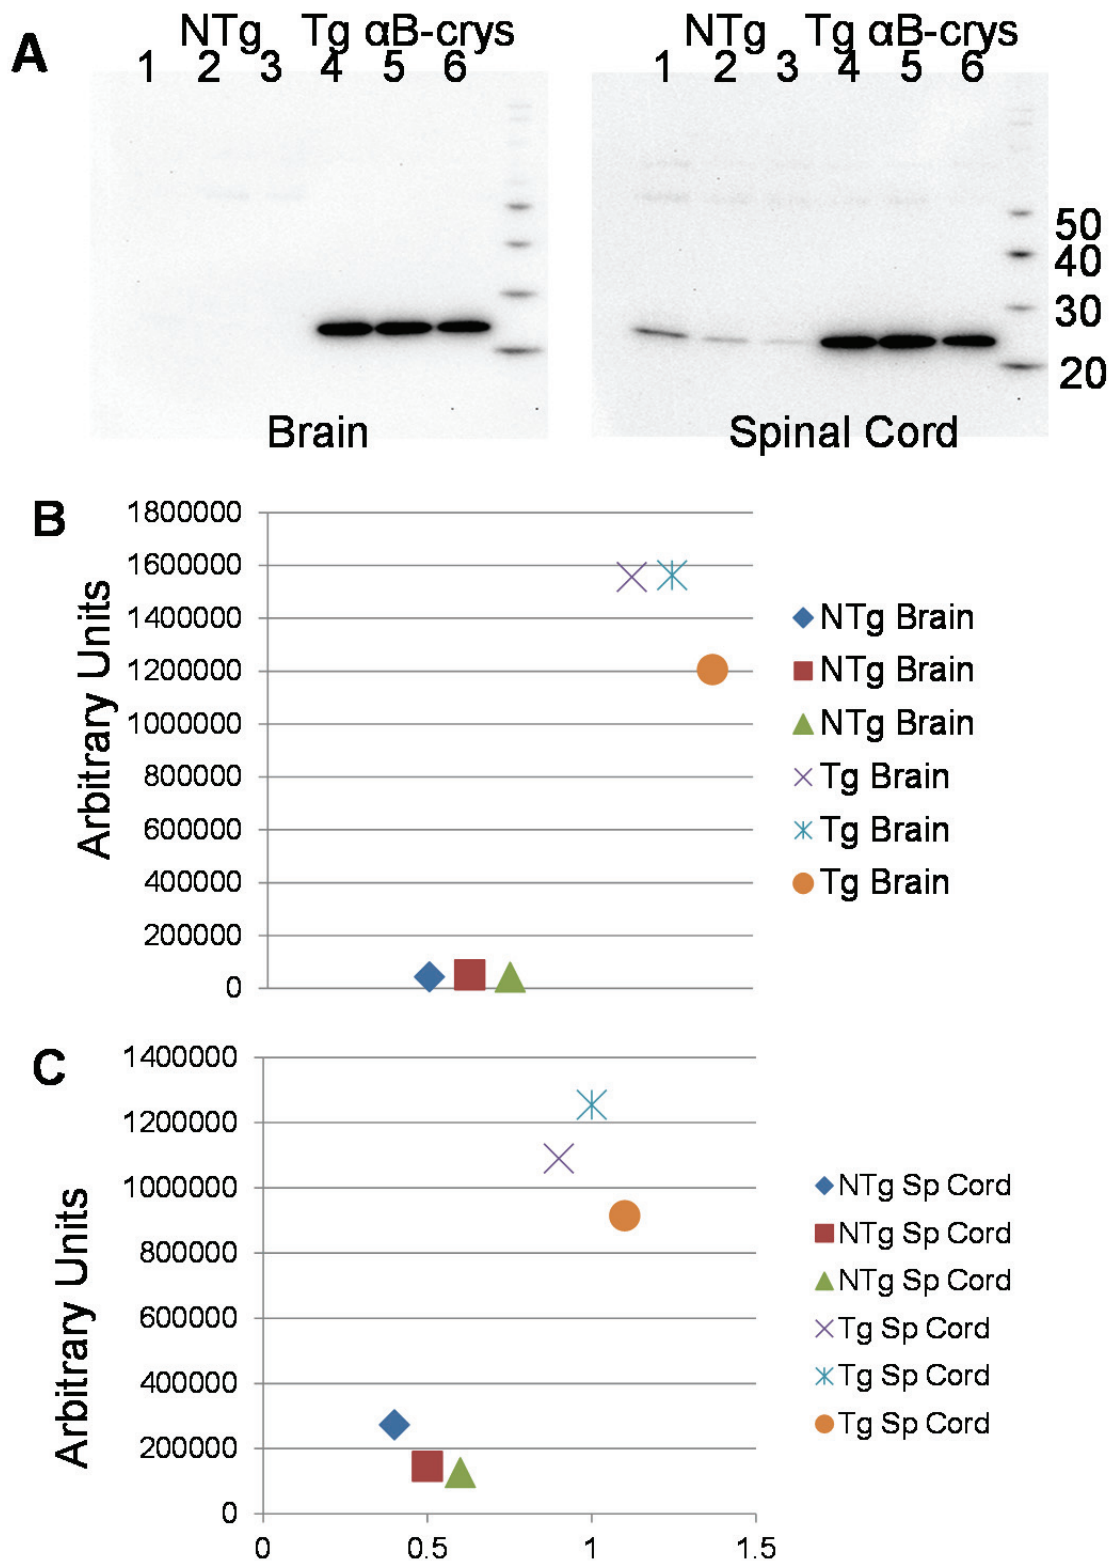 A
NTg Tg αB-crys
1 2 3 4 5 6
NTg Tg αB-crys
1 2 3 4 5 6
50
40
30
20
Brain
Spinal Cord
B
Arbitrary Units
1800000
1600000
1400000
1200000
1000000
800000
600000
400000
200000
0
NTg Brain
NTg Brain
NTg Brain
Tg Brain
Tg Brain
Tg Brain
C
Arbitrary Units
1400000
1200000
1000000
800000
600000
400000
200000
0
0 0.5 1 1.5
NTg Sp Cord
NTg Sp Cord
NTg Sp Cord
Tg Sp Cord
Tg Sp Cord
Tg Sp Cord